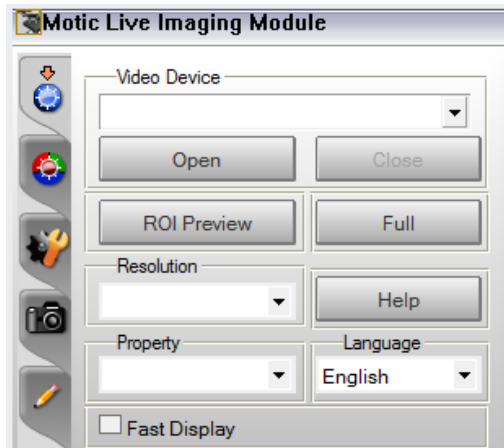 Motic Live Imaging Module
Video Device
Open Close
ROI Preview Full
Resolution
Help
Property Language
English
Fast Display